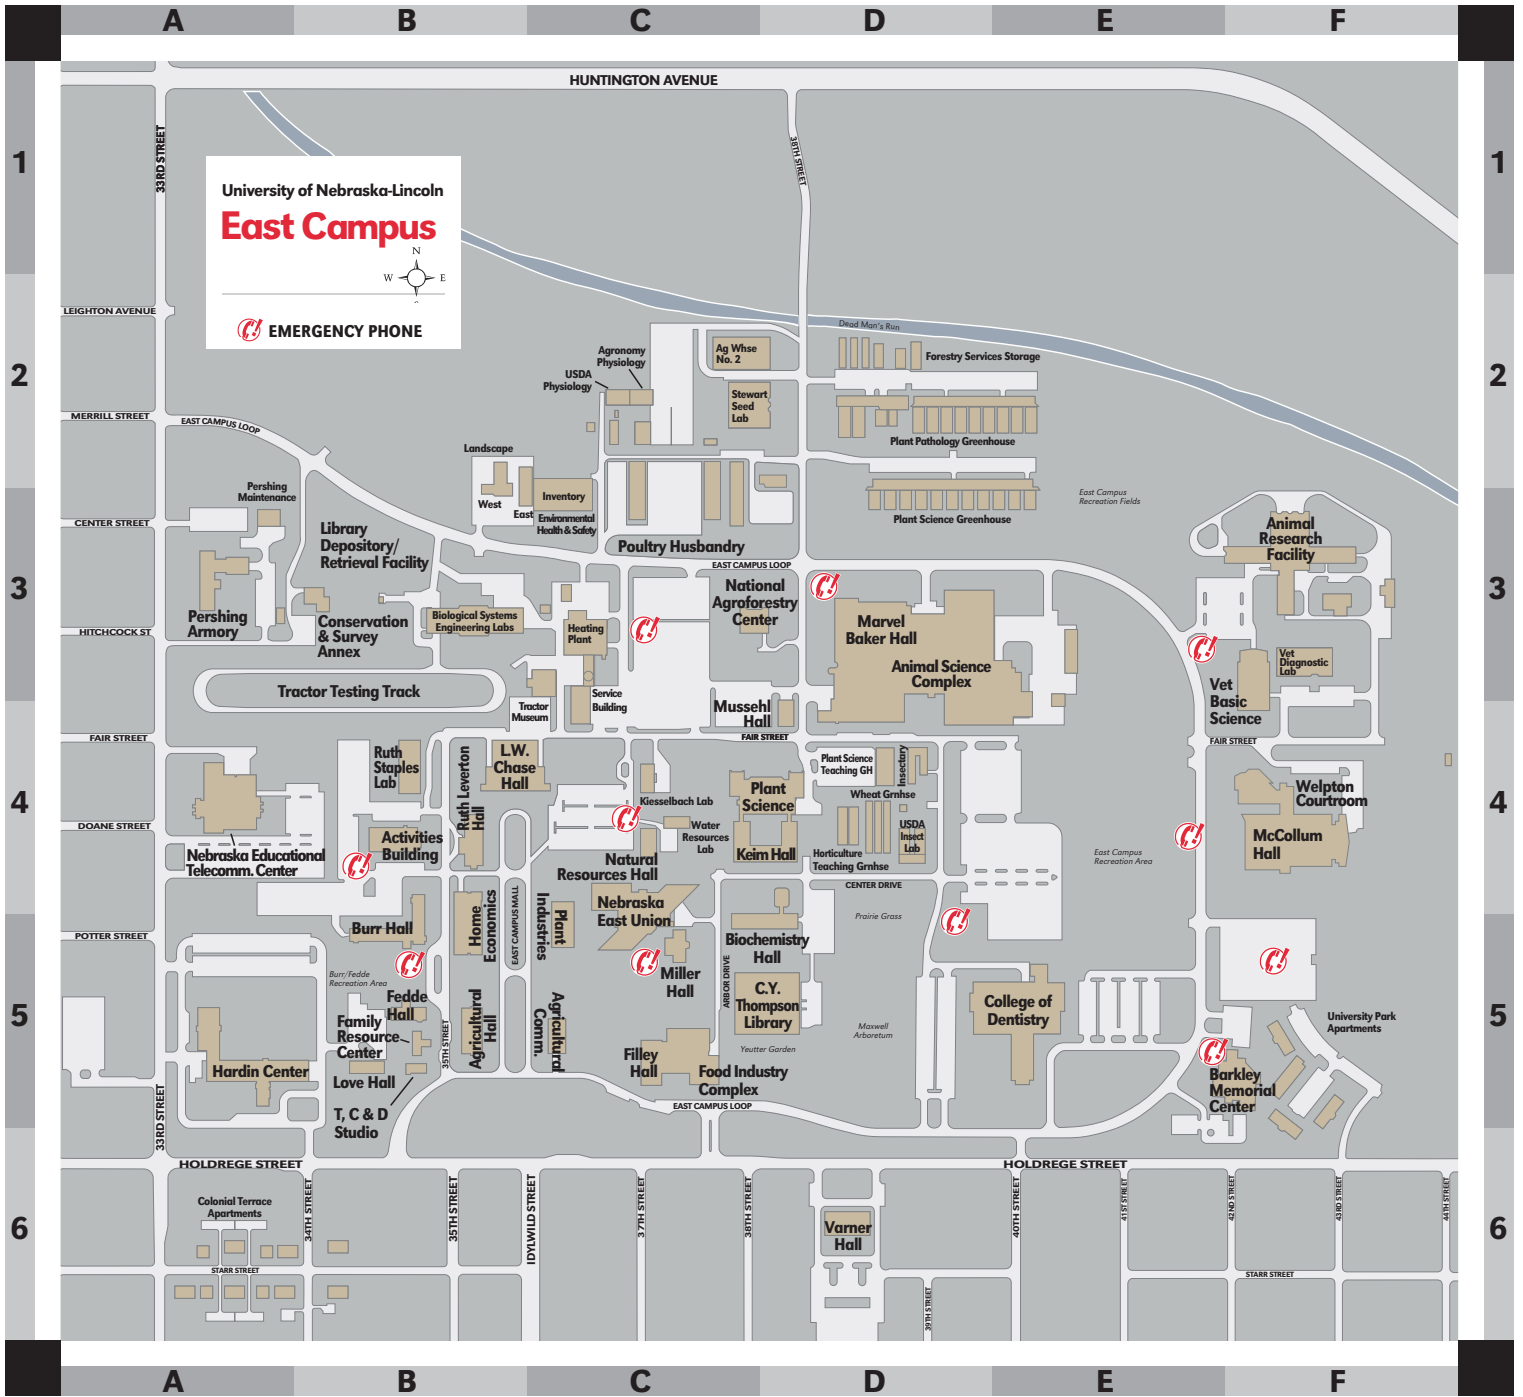 A B C D E F
HUNTINGTON AVENUE
1
1
33RD STREET
38TH STREET
University of Nebraska-Lincoln
East Campus
N
W E
S
EMERGENCY PHONE
LEIGHTON AVENUE
Dead Man's Run
2
2
Ag Whse
No. 2
Forestry Services Storage
Agronomy
Physiology
USDA
Physiology
Stewart
Seed
Lab
MERRILL STREET
EAST CAMPUS LOOP
Plant Pathology Greenhouse
Landscape
West
East
Inventory
Environmental
Health & Safety
Pershing
Maintenance
East Campus
Recreation Fields
CENTER STREET
Library
Depository/
Retrieval Facility
Plant Science Greenhouse
Animal
Research
Facility
Poultry Husbandry
EAST CAMPUS LOOP
3
3
National
Agroforestry
Center
Pershing
Armory
HITCHCOCK ST
Conservation
& Survey
Annex
Biological Systems
Engineering Labs
Heating
Plant
Marvel
Baker Hall
Animal Science
Complex
Vet
Diagnostic
Lab
Vet
Basic
Science
Tractor Testing Track
Tractor
Museum
Service
Building
Mussehl
Hall
FAIR STREET
FAIR STREET
FAIR STREET
Ruth
Staples
Lab
Ruth Leverton
Hall
L.W.
Chase
Hall
Plant Science
Teaching GH
Insectary
Kiesselbach Lab
Plant
Science
Wheat Grnhse
Welpton
Courtroom
4
4
DOANE STREET
Activities
Building
Water
Resources
Lab
Keim Hall
USDA
Insect
Lab
Horticulture
Teaching Grnhse
East Campus
Recreation Area
McCollum
Hall
Nebraska Educational
Telecomm. Center
Natural
Resources Hall
CENTER DRIVE
Nebraska
East Union
EAST CAMPUS MALL
Home
Economics
Plant
Industries
Prairie Grass
Burr Hall
POTTER STREET
Biochemistry
Hall
Miller
Hall
ARBOR DRIVE
Burr/Fedde
Recreation Area
Fedde
Hall
C.Y.
Thompson
Library
College of
Dentistry
5
5
Family
Resource
Center
35TH STREET
Agricultural
Hall
Agricultural
Comm.
Maxwell
Arboretum
University Park
Apartments
Yeutter Garden
Filley
Hall
Food Industry
Complex
Hardin Center
Love Hall
Barkley
Memorial
Center
T, C & D
Studio
33RD STREET
EAST CAMPUS LOOP
HOLDREGE STREET
HOLDREGE STREET
Colonial Terrace
Apartments
34TH STREET
35TH STREET
IDYLWILD STREET
37TH STREET
38TH STREET
40TH STREET
41ST STREET
42ND STREET
43RD STREET
44TH STREET
Varner
Hall
6
6
STARR STREET
STARR STREET
39TH STREET
A B C D E F